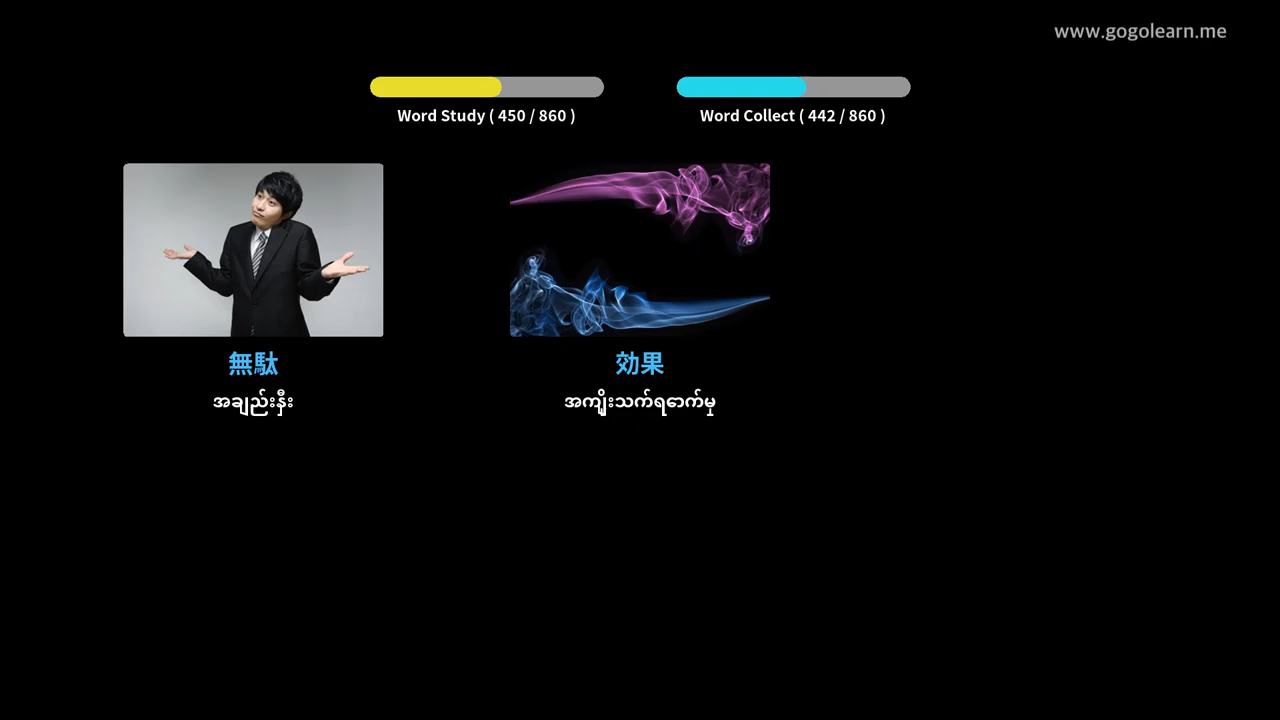 www.gogolearn.me
Word Study ( 450 / 860 )
Word Collect ( 442 / 860 )
無駄
အချည်းနှီး
効果
အကျိုးသက်ရောက်မှု